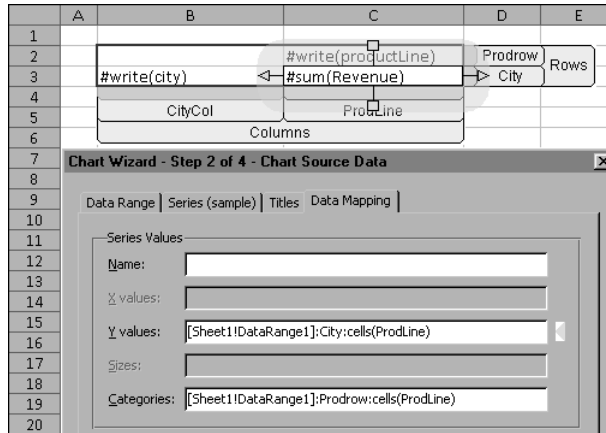 A B C D E
1
2 #write(productLine) Prodrow Rows
3 #write(city) #sum(Revenue) City
4
5 CityCol ProdLine
6 Columns
7 Chart Wizard - Step 2 of 4 - Chart Source Data x
8
9 Data Range Series (sample) Titles Data Mapping
10
11 Series Values
12 Name:
13
14 X values:
15 Y values: [Sheet1!DataRange1]:City:cells(ProdLine)
16
17 Sizes:
18
19 Categories: [Sheet1!DataRange1]:Prodrow:cells(ProdLine)
20